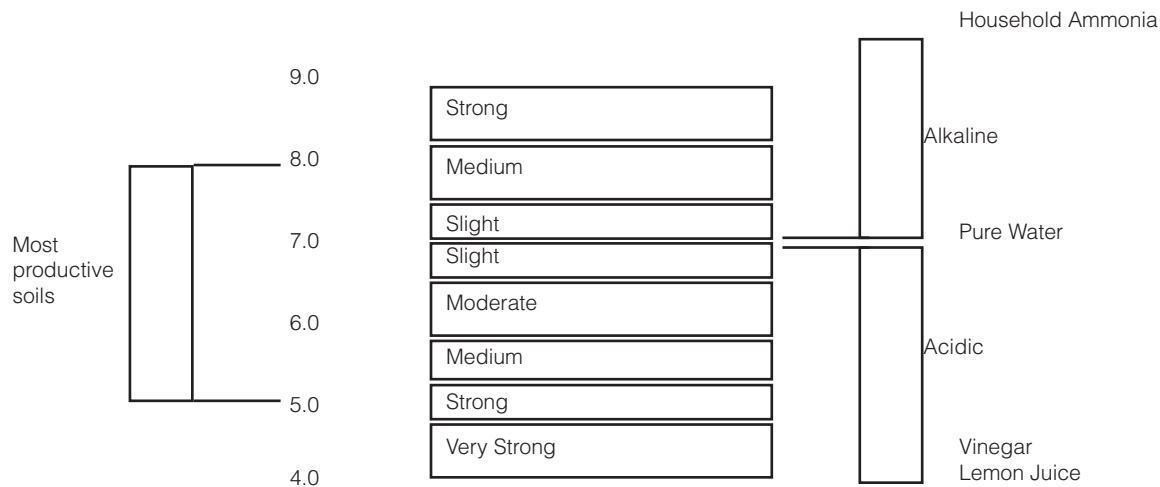 Household Ammonia
9.0
Strong
Alkaline
8.0
Medium
Slight
Pure Water
7.0
Most
productive
soils
Slight
Moderate
6.0
Medium
Acidic
5.0
Strong
Very Strong
Vinegar
Lemon Juice
4.0